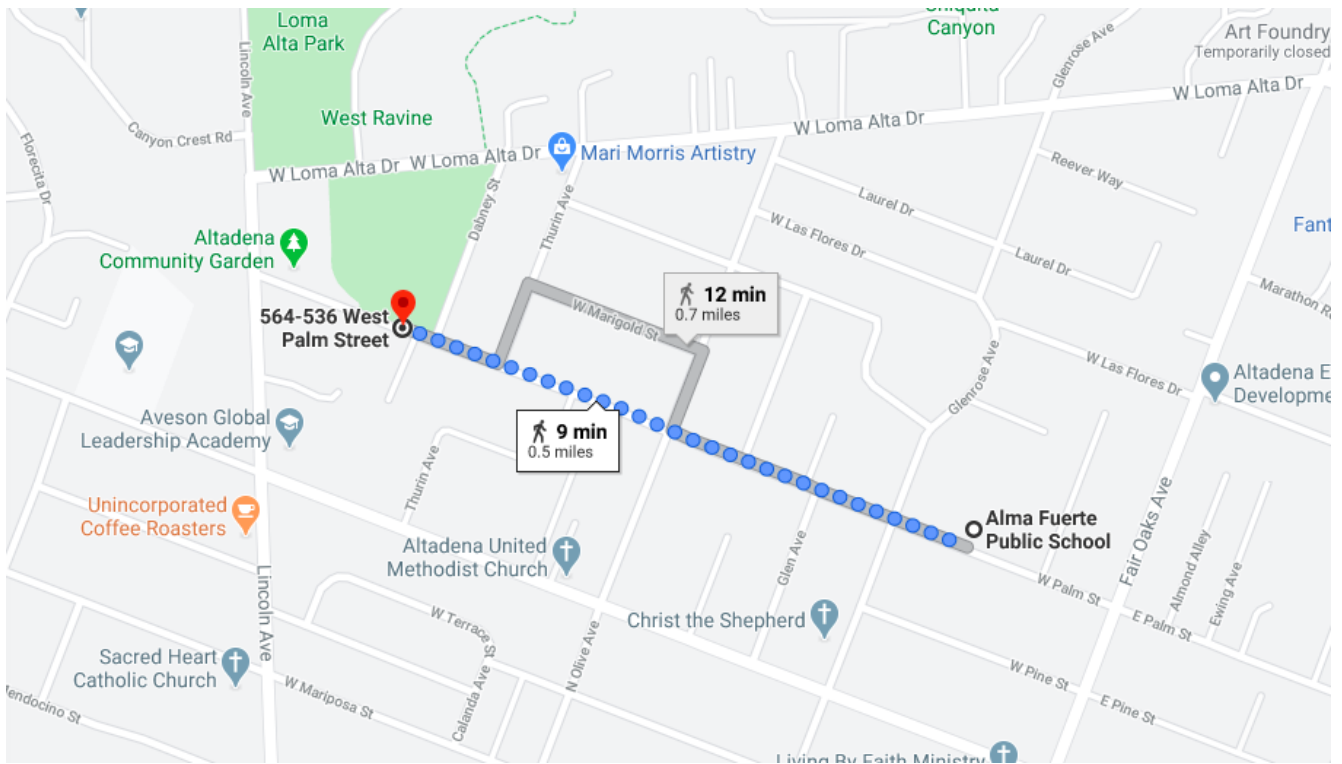 Loma
Alta Park
Chiquita
Canyon
Glenrose Ave
Art Foundry
Temporarily closed
Lincoln Ave
Canyon Crest Rd
West Ravine
W Loma Alta Dr
W Loma Alta Dr
W Loma Alta Dr
W Loma Alta Dr
Florecita Dr
Mari Morris Artistry
Reever Way
Dabney St
Thurin Ave
Laurel Dr
W Las Flores Dr
Laurel Dr
Fant
Altadena
Community Garden
Marathon R
12 min
0.7 miles
W Marigold St
564-536 West
Palm Street
W Las Flores Dr
Glenrose Ave
Altadena E
Developme
Aveson Global
Leadership Academy
9 min
0.5 miles
Thurin Ave
Unincorporated
Coffee Roasters
Alma Fuerte
Public School
Fair Oaks Ave
Altadena United
Methodist Church
Glen Ave
Almond Alley
Ewing Ave
W Palm St
E Palm St
Lincoln Ave
W Terrace St
Christ the Shepherd
N Olive Ave
Sacred Heart
Catholic Church
W Mariposa St
Calanda Ave
W Pine St
E Pine St
Mendocino St
Living By Faith Ministry